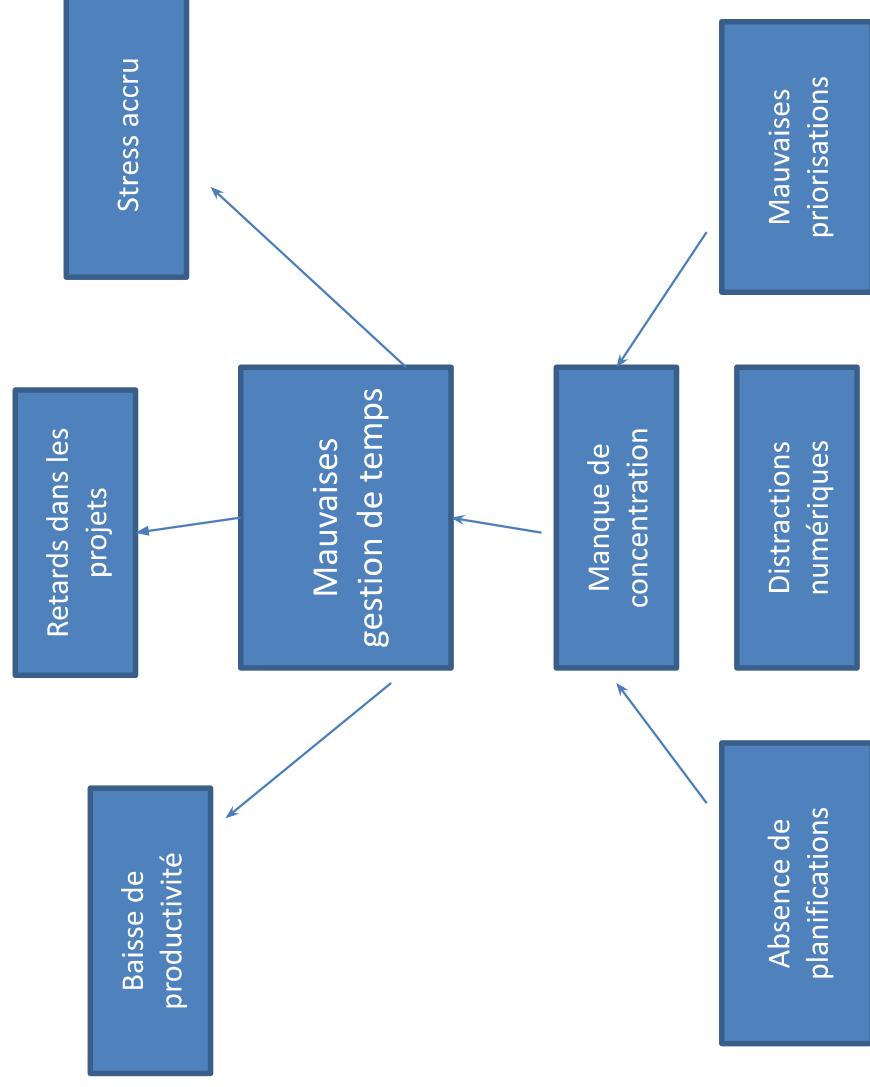 Baisse de
productivité
Retards dans les
projets
Stress accru
Mauvaises
gestion de temps
Manque de
concentration
Absence de
planifications
Distractions
numériques
Mauvaises
priorisations